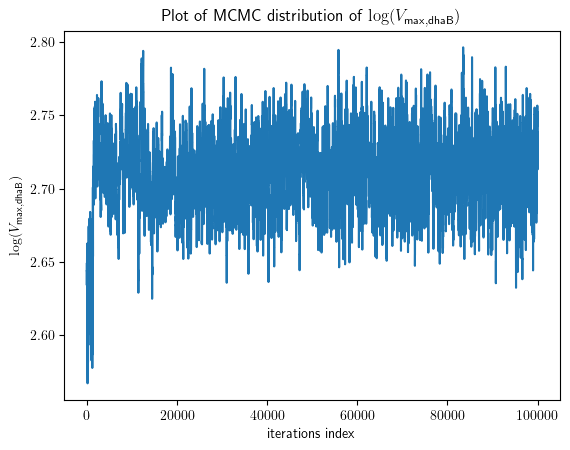 Plot of MCMC distribution of log(V_max,dhaB)
log(V_max,dhaB)
2.80
2.75
2.70
2.65
2.60
0 20000 40000 60000 80000 100000
iterations index